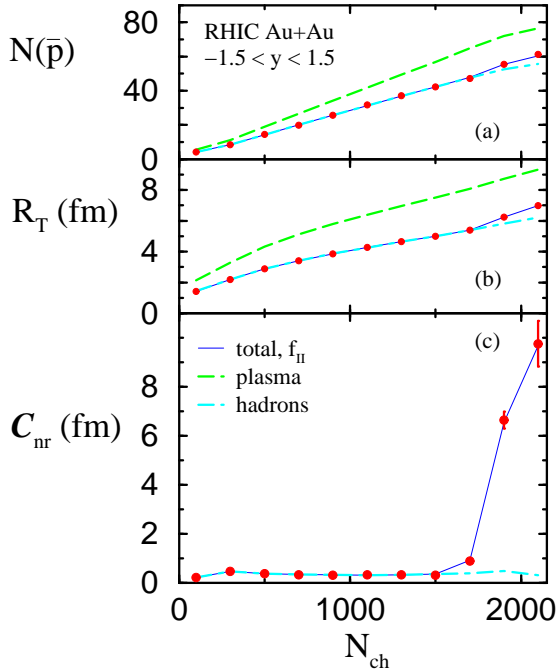 80
N(p̄)
RHIC Au+Au
−1.5 < y < 1.5
40
(a)
0
8
R_T (fm)
4
(b)
0
(c)
total, f_II
plasma
hadrons
8
6
C_nr (fm)
4
2
0
0
1000
2000
N_ch